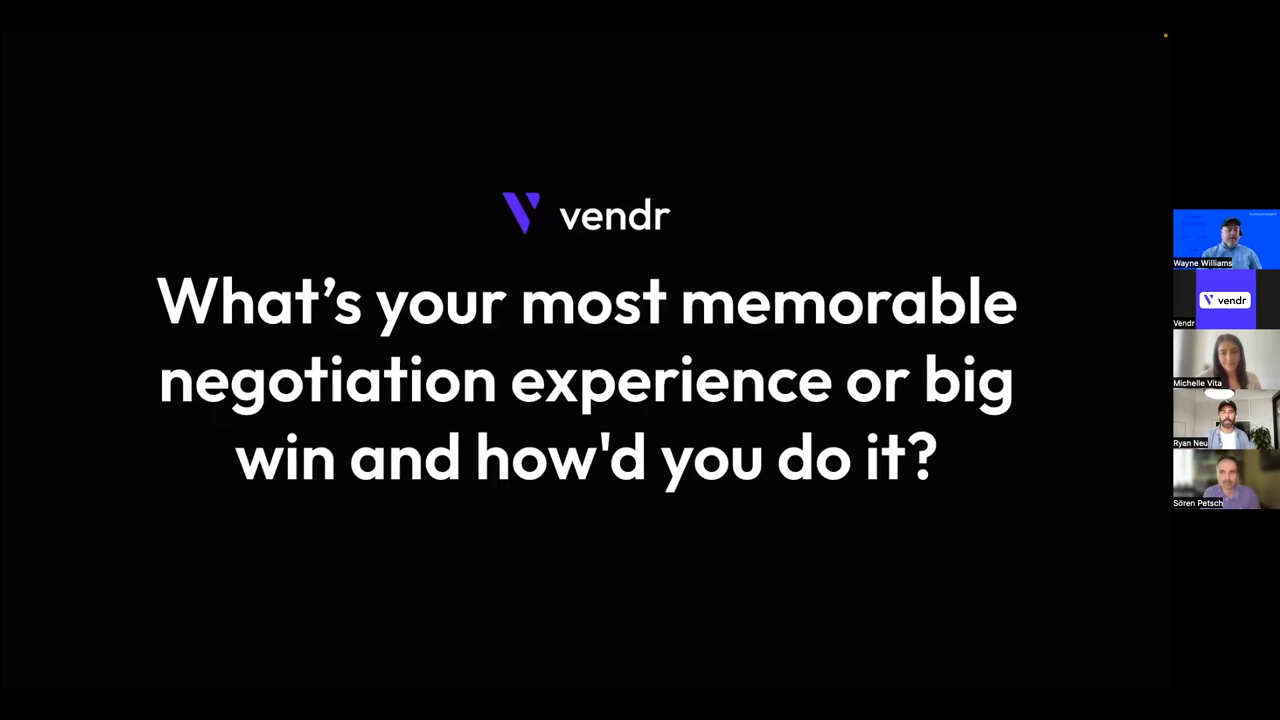 vendr
What’s your most memorable
negotiation experience or big
win and how'd you do it?
Wayne Williams
vendr
Vendr
Michelle Vita
Ryan Neu
Sören Petsch